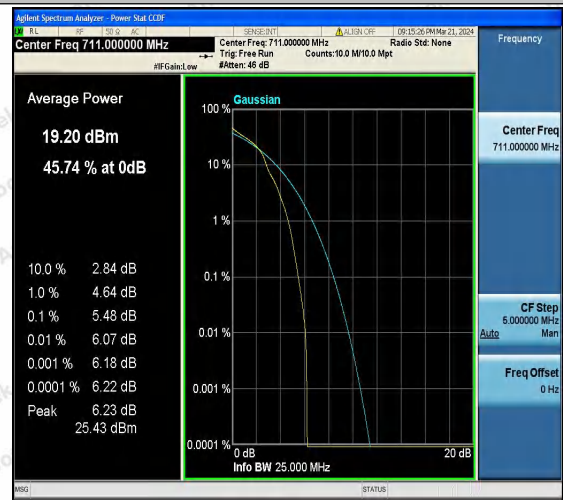 Agilent Spectrum Analyzer - Power Stat CCDF
RL RF 50 Ω AC SENSE:INT ALIGN OFF 09:15:26 PM Mar 21, 2024
Center Freq 711.000000 MHz
Center Freq: 711.000000 MHz Radio Std: None
Trig: Free Run Counts:10.0 M/10.0 Mpt
#IFGain:Low #Atten: 46 dB
Frequency
Average Power
19.20 dBm
45.74 % at 0dB
10.0 % 2.84 dB
1.0 % 4.64 dB
0.1 % 5.48 dB
0.01 % 6.07 dB
0.001 % 6.18 dB
0.0001 % 6.22 dB
Peak 6.23 dB
25.43 dBm
Gaussian
100 %
10 %
1 %
0.1 %
0.01 %
0.001 %
0.0001 %
0 dB 20 dB
Info BW 25.000 MHz
Center Freq
711.000000 MHz
CF Step
5.000000 MHz
Auto Man
Freq Offset
0 Hz
MSG STATUS